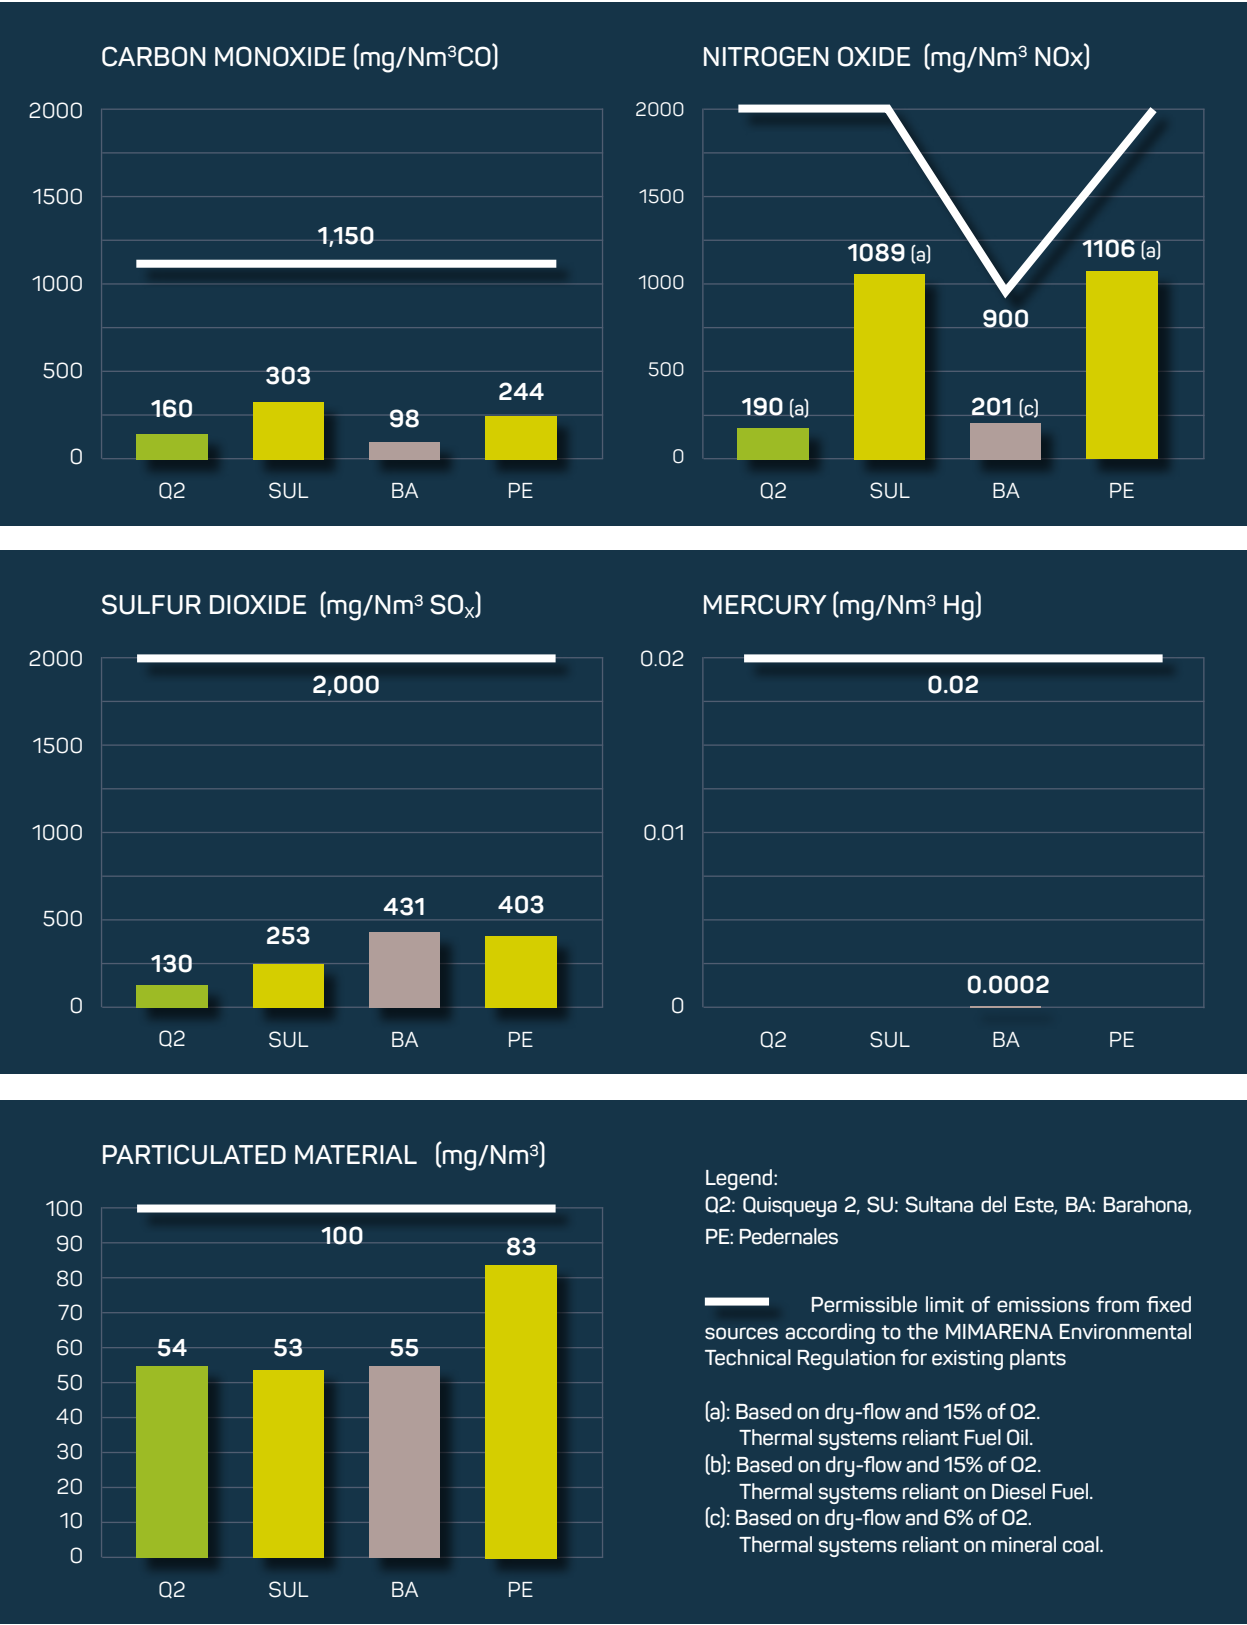 CARBON MONOXIDE (mg/Nm³CO)
2000
1500
1000
500
0
1,150
160
303
98
244
Q2
SUL
BA
PE
NITROGEN OXIDE (mg/Nm³ NOx)
2000
1500
1000
500
0
1089 (a)
1106 (a)
900
190 (a)
201 (c)
Q2
SUL
BA
PE
SULFUR DIOXIDE (mg/Nm³ SOₓ)
2000
1500
1000
500
0
2,000
130
253
431
403
Q2
SUL
BA
PE
MERCURY (mg/Nm³ Hg)
0.02
0.01
0
0.02
0.0002
Q2
SUL
BA
PE
PARTICULATED MATERIAL (mg/Nm³)
100
90
80
70
60
50
40
30
20
10
0
100
54
53
55
83
Q2
SUL
BA
PE
Legend:
Q2: Quisqueya 2, SU: Sultana del Este, BA: Barahona,
PE: Pedernales
Permissible limit of emissions from fixed
sources according to the MIMARENA Environmental
Technical Regulation for existing plants
(a): Based on dry-flow and 15% of O2.
Thermal systems reliant Fuel Oil.
(b): Based on dry-flow and 15% of O2.
Thermal systems reliant on Diesel Fuel.
(c): Based on dry-flow and 6% of O2.
Thermal systems reliant on mineral coal.